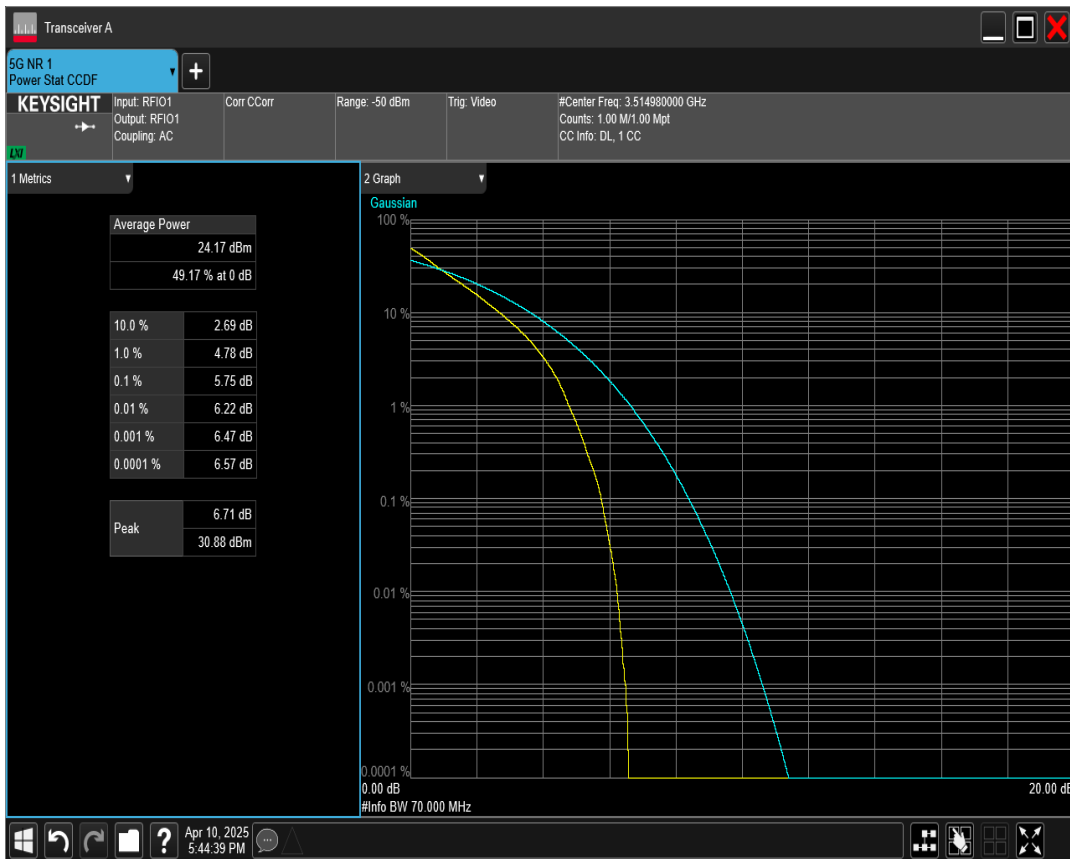 Transceiver A
5G NR 1
Power Stat CCDF
KEYSIGHT
LXI
Input: RFIO1
Output: RFIO1
Coupling: AC
Corr CCorr
Range: -50 dBm
Trig: Video
#Center Freq: 3.514980000 GHz
Counts: 1.00 M/1.00 Mpt
CC Info: DL, 1 CC
1 Metrics
Average Power
24.17 dBm
49.17 % at 0 dB
10.0 % 2.69 dB
1.0 % 4.78 dB
0.1 % 5.75 dB
0.01 % 6.22 dB
0.001 % 6.47 dB
0.0001 % 6.57 dB
Peak 6.71 dB
30.88 dBm
2 Graph
Gaussian
100 %
10 %
1 %
0.1 %
0.01 %
0.001 %
0.0001 %
0.00 dB 20.00 dB
#Info BW 70.000 MHz
? Apr 10, 2025
5:44:39 PM